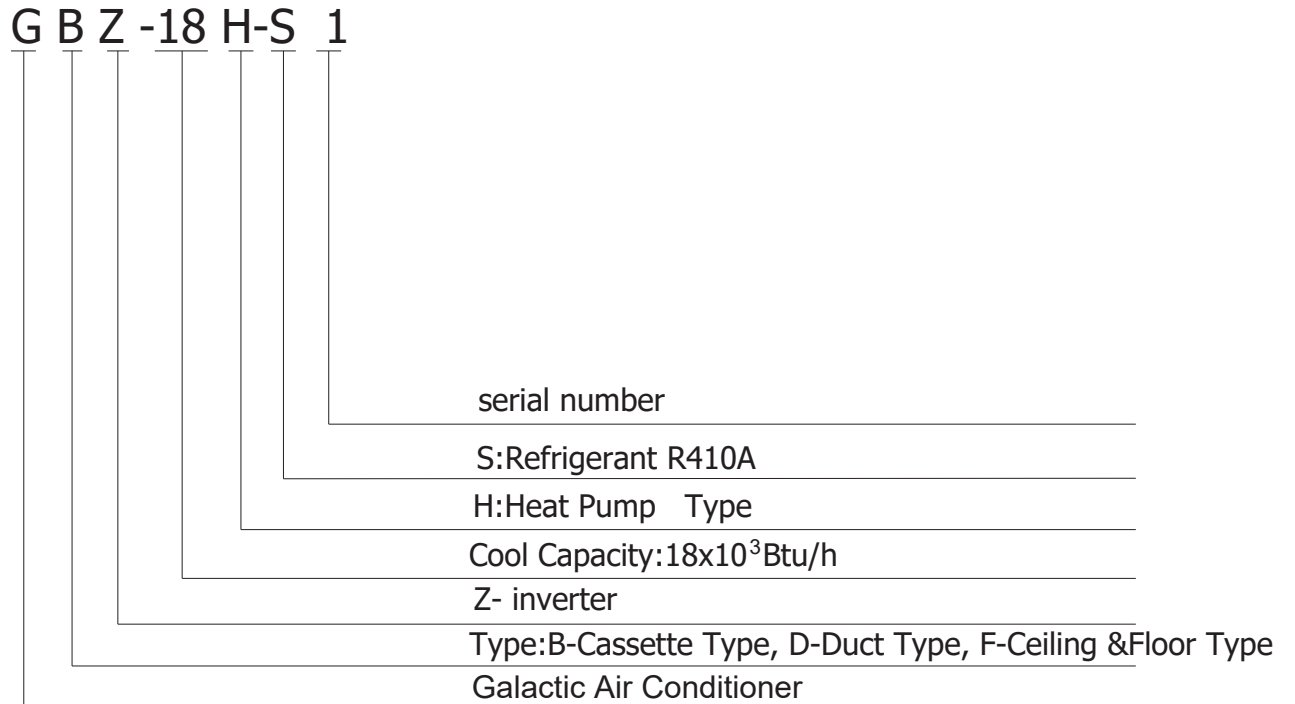 G B Z -18 H-S 1
serial number
S:Refrigerant R410A
H:Heat Pump Type
Cool Capacity:18x10³Btu/h
Z- inverter
Type:B-Cassette Type, D-Duct Type, F-Ceiling &Floor Type
Galactic Air Conditioner